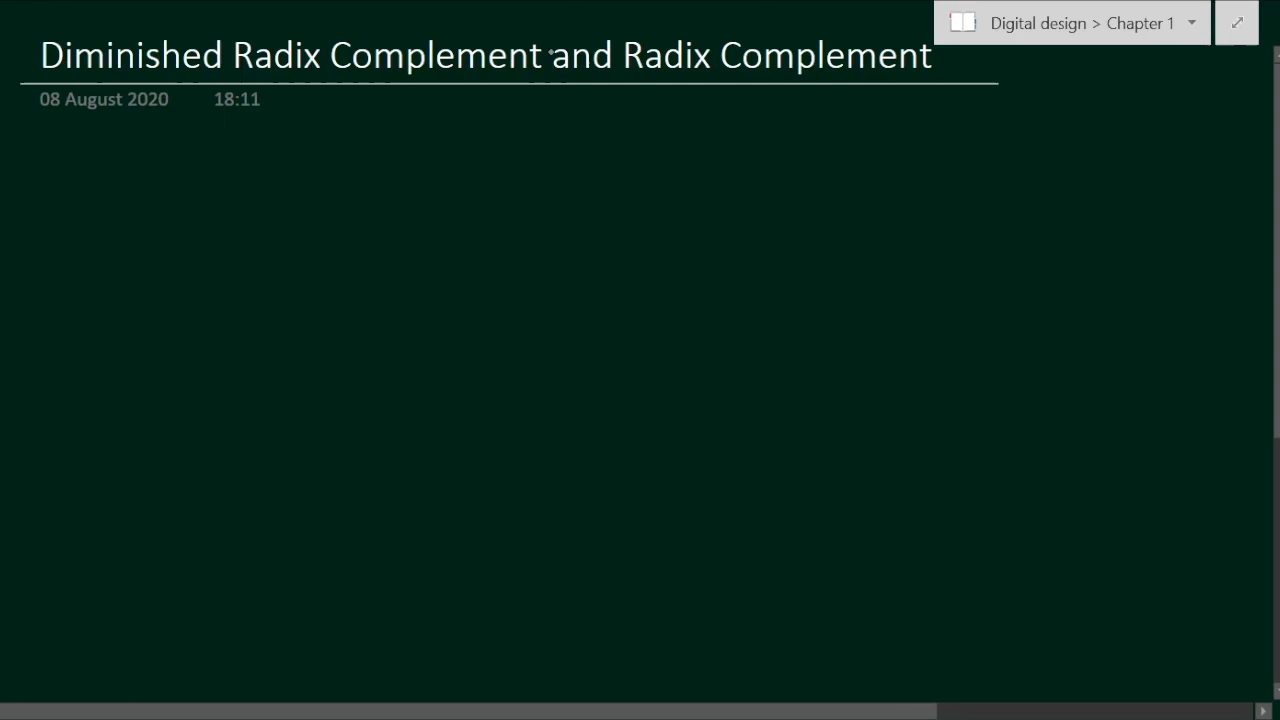 Digital design > Chapter 1
Diminished Radix Complement and Radix Complement
08 August 2020 18:11